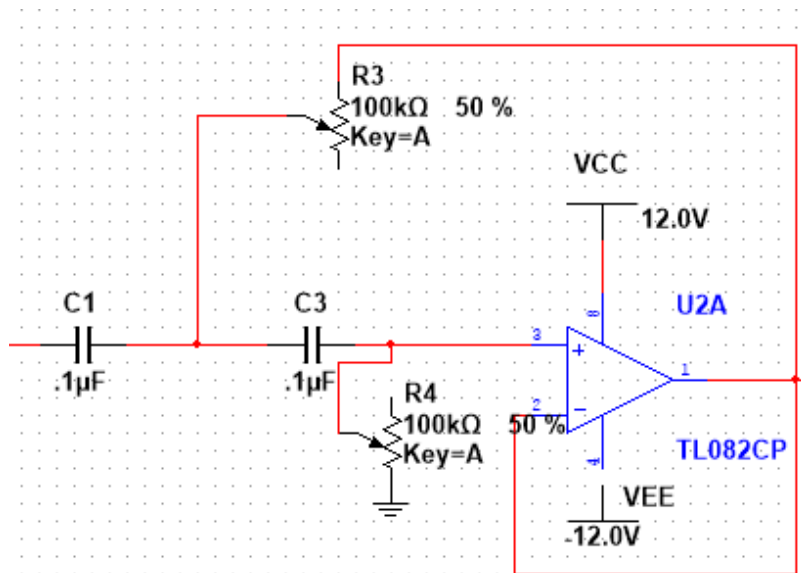 R3
100kΩ 50 %
Key=A
VCC
12.0V
C1
.1µF
C3
.1µF
U2A
8
3
+
1
2
−
4
TL082CP
R4
100kΩ 50 %
Key=A
VEE
-12.0V